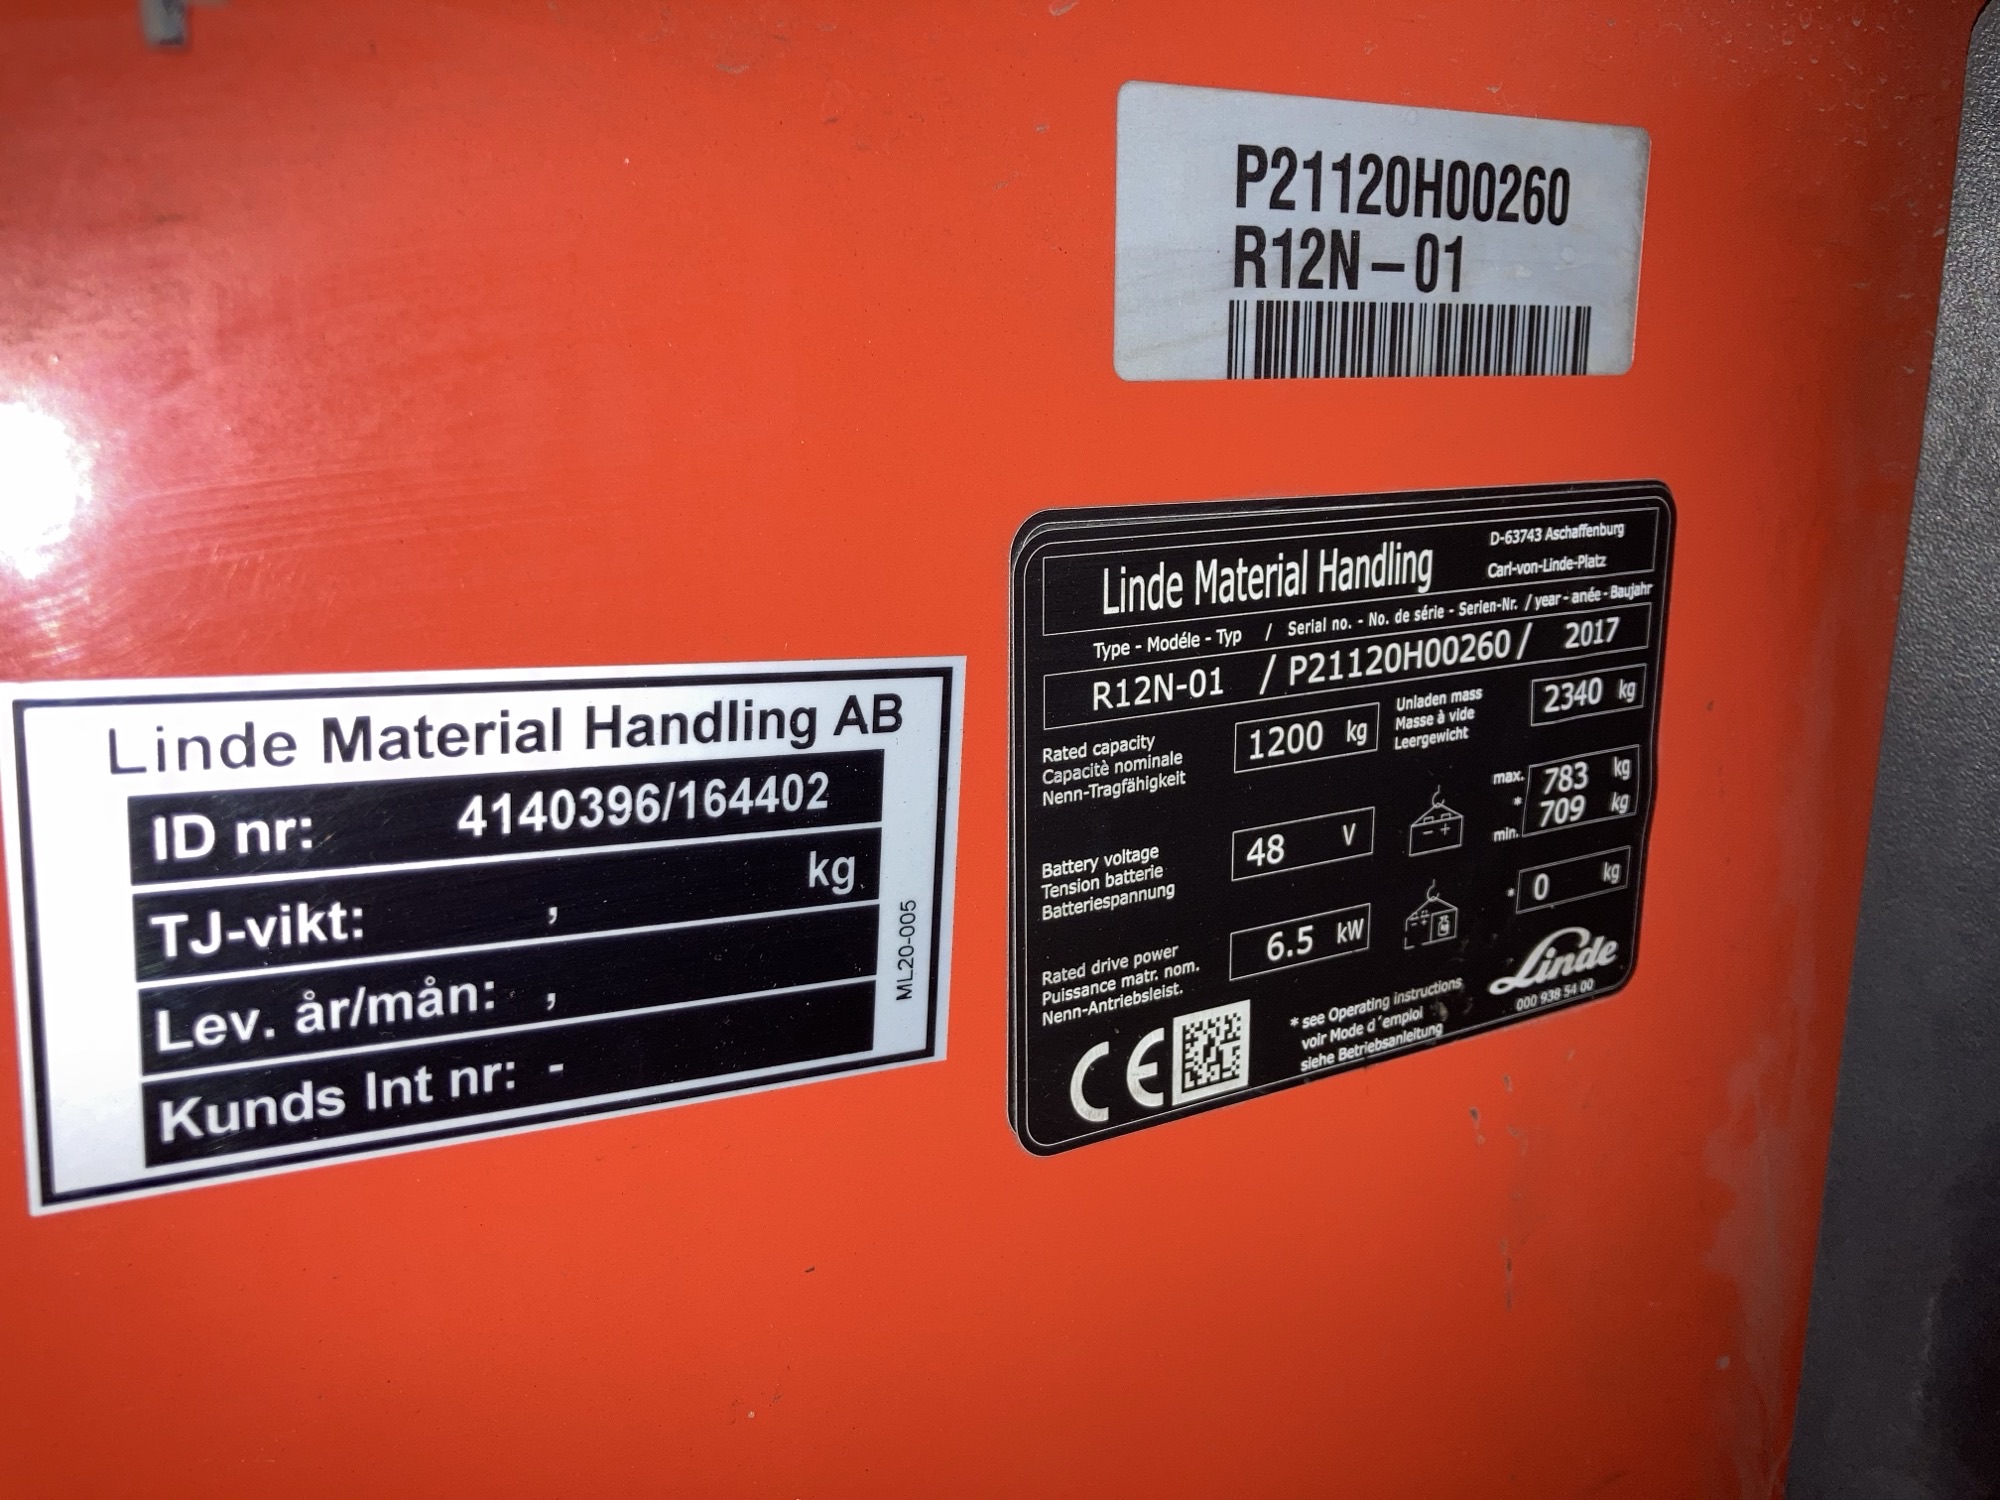 P21120H00260
R12N-01
Linde Material Handling
D-63743 Aschaffenburg
Carl-von-Linde-Platz
Type - Modéle - Typ / Serial no. - No. de série - Serien-Nr. / year - anée - Baujahr
R12N-01 / P21120H00260 / 2017
Rated capacity
Capacitè nominale
Nenn-Tragfähigkeit
1200 kg
Unladen mass
Masse à vide
Leergewicht
2340 kg
Battery voltage
Tension batterie
Batteriespannung
48 V
- +
max. 783 kg
*
min. 709 kg
Rated drive power
Puissance matr. nom.
Nenn-Antriebsleist.
6.5 kW
* 0 kg
Linde
000 938 54 00
CE
* see Operating instructions
voir Mode d´emploi
siehe Betriebsanleitung
Linde Material Handling AB
ID nr: 4140396/164402
TJ-vikt: , kg
Lev. år/mån: ,
Kunds Int nr: -
ML20-005